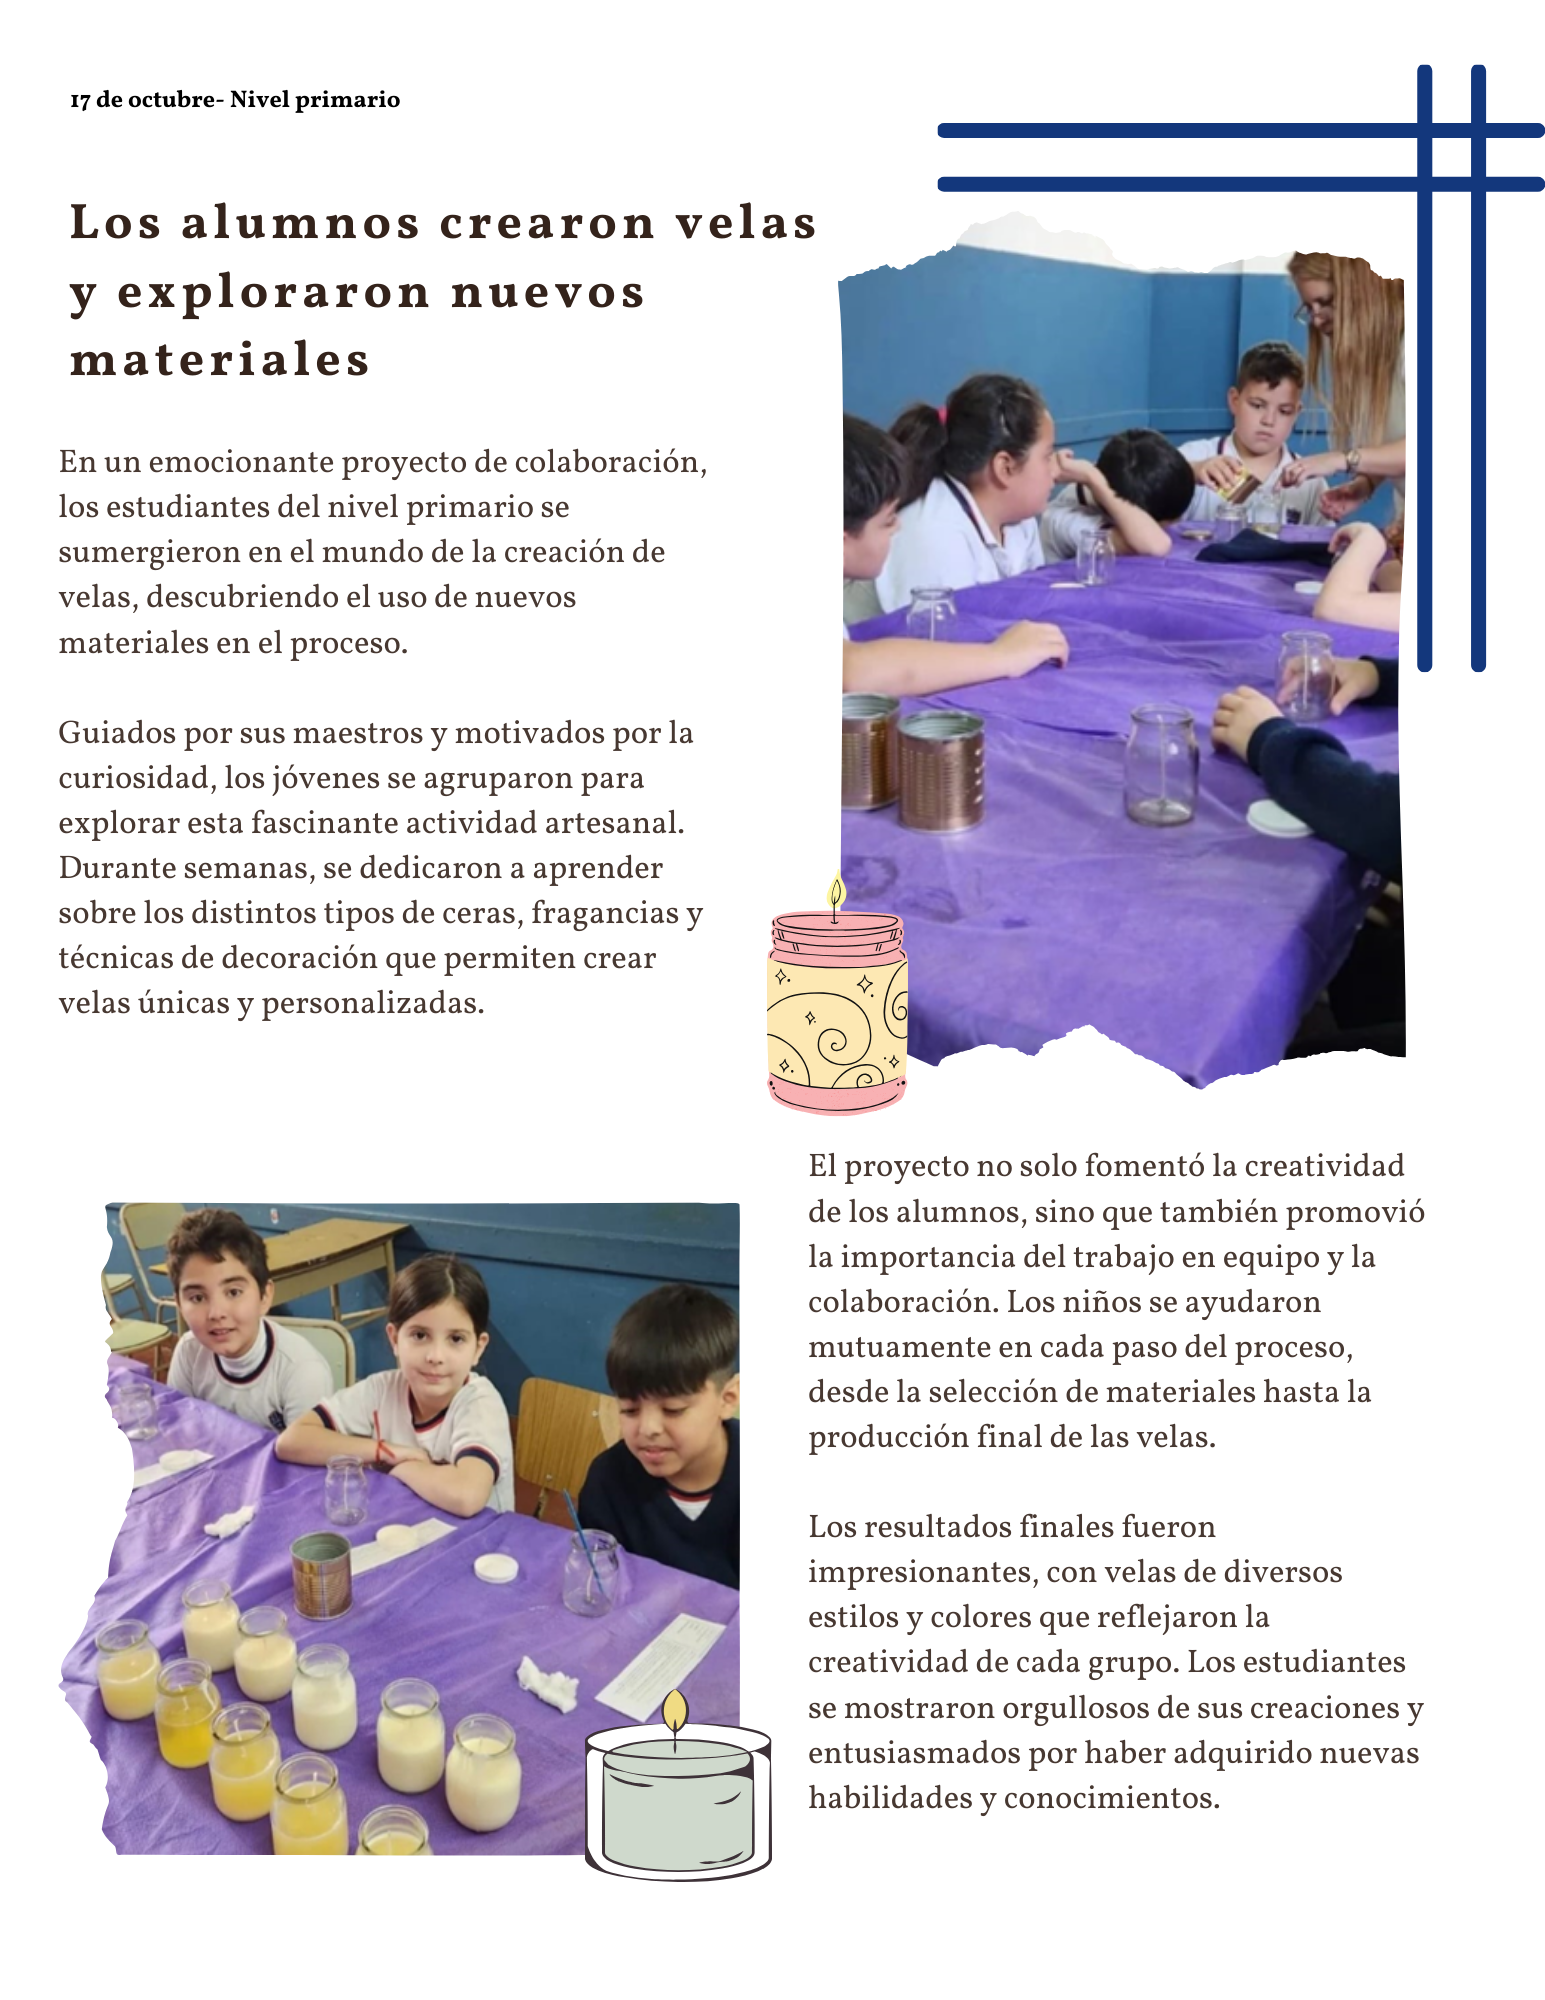 17 de octubre- Nivel primario
Los alumnos crearon velas
y exploraron nuevos
materiales
En un emocionante proyecto de colaboración,
los estudiantes del nivel primario se
sumergieron en el mundo de la creación de
velas, descubriendo el uso de nuevos
materiales en el proceso.
Guiados por sus maestros y motivados por la
curiosidad, los jóvenes se agruparon para
explorar esta fascinante actividad artesanal.
Durante semanas, se dedicaron a aprender
sobre los distintos tipos de ceras, fragancias y
técnicas de decoración que permiten crear
velas únicas y personalizadas.
El proyecto no solo fomentó la creatividad
de los alumnos, sino que también promovió
la importancia del trabajo en equipo y la
colaboración. Los niños se ayudaron
mutuamente en cada paso del proceso,
desde la selección de materiales hasta la
producción final de las velas.
Los resultados finales fueron
impresionantes, con velas de diversos
estilos y colores que reflejaron la
creatividad de cada grupo. Los estudiantes
se mostraron orgullosos de sus creaciones y
entusiasmados por haber adquirido nuevas
habilidades y conocimientos.